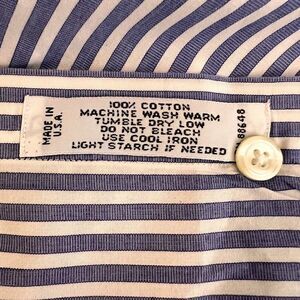 MADE IN
U.S.A.
100% COTTON
MACHINE WASH WARM
TUMBLE DRY LOW
DO NOT BLEACH
USE COOL IRON
LIGHT STARCH IF NEEDED